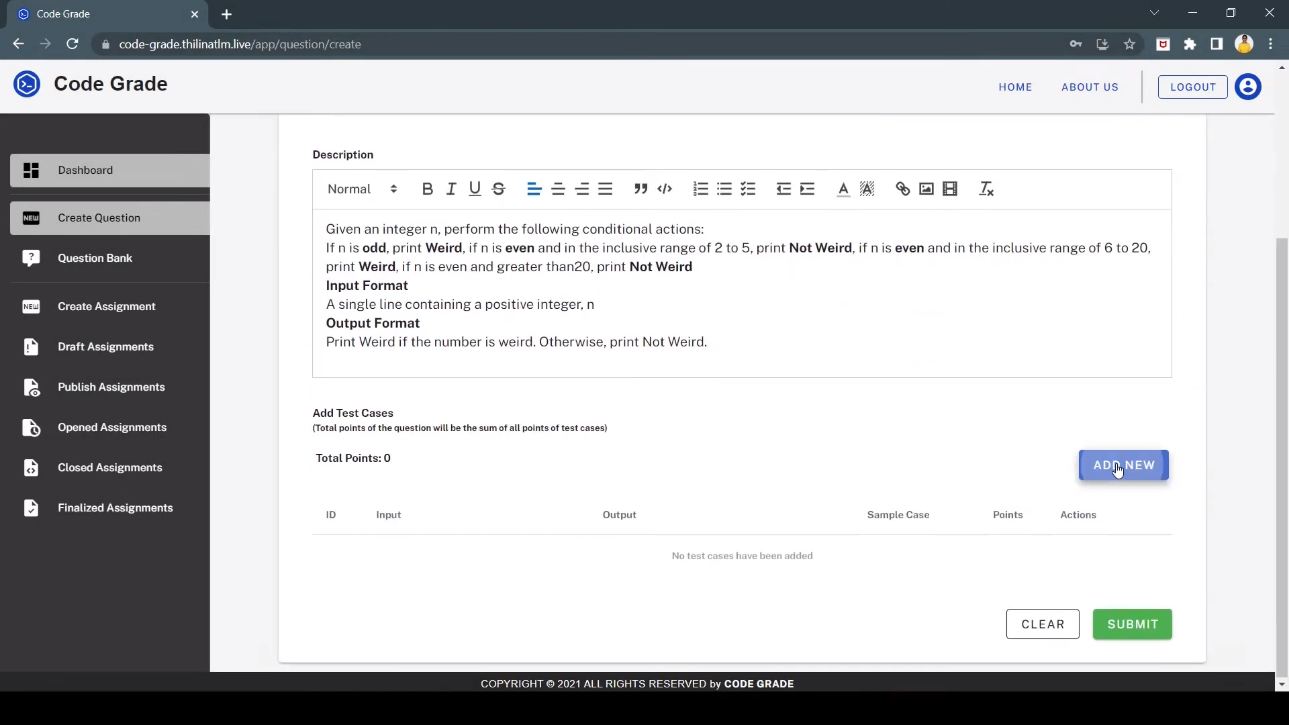 Code Grade
code-grade.thilinatlm.live/app/question/create
Code Grade
HOME
ABOUT US
LOGOUT
Dashboard
NEW Create Question
Question Bank
NEW Create Assignment
Draft Assignments
Publish Assignments
Opened Assignments
Closed Assignments
Finalized Assignments
Description
Normal
Given an integer n, perform the following conditional actions:
If n is odd, print Weird, if n is even and in the inclusive range of 2 to 5, print Not Weird, if n is even and in the inclusive range of 6 to 20,
print Weird, if n is even and greater than20, print Not Weird
Input Format
A single line containing a positive integer, n
Output Format
Print Weird if the number is weird. Otherwise, print Not Weird.
Add Test Cases
(Total points of the question will be the sum of all points of test cases)
Total Points: 0
ADD NEW
ID Input Output Sample Case Points Actions
No test cases have been added
CLEAR
SUBMIT
COPYRIGHT © 2021 ALL RIGHTS RESERVED by CODE GRADE